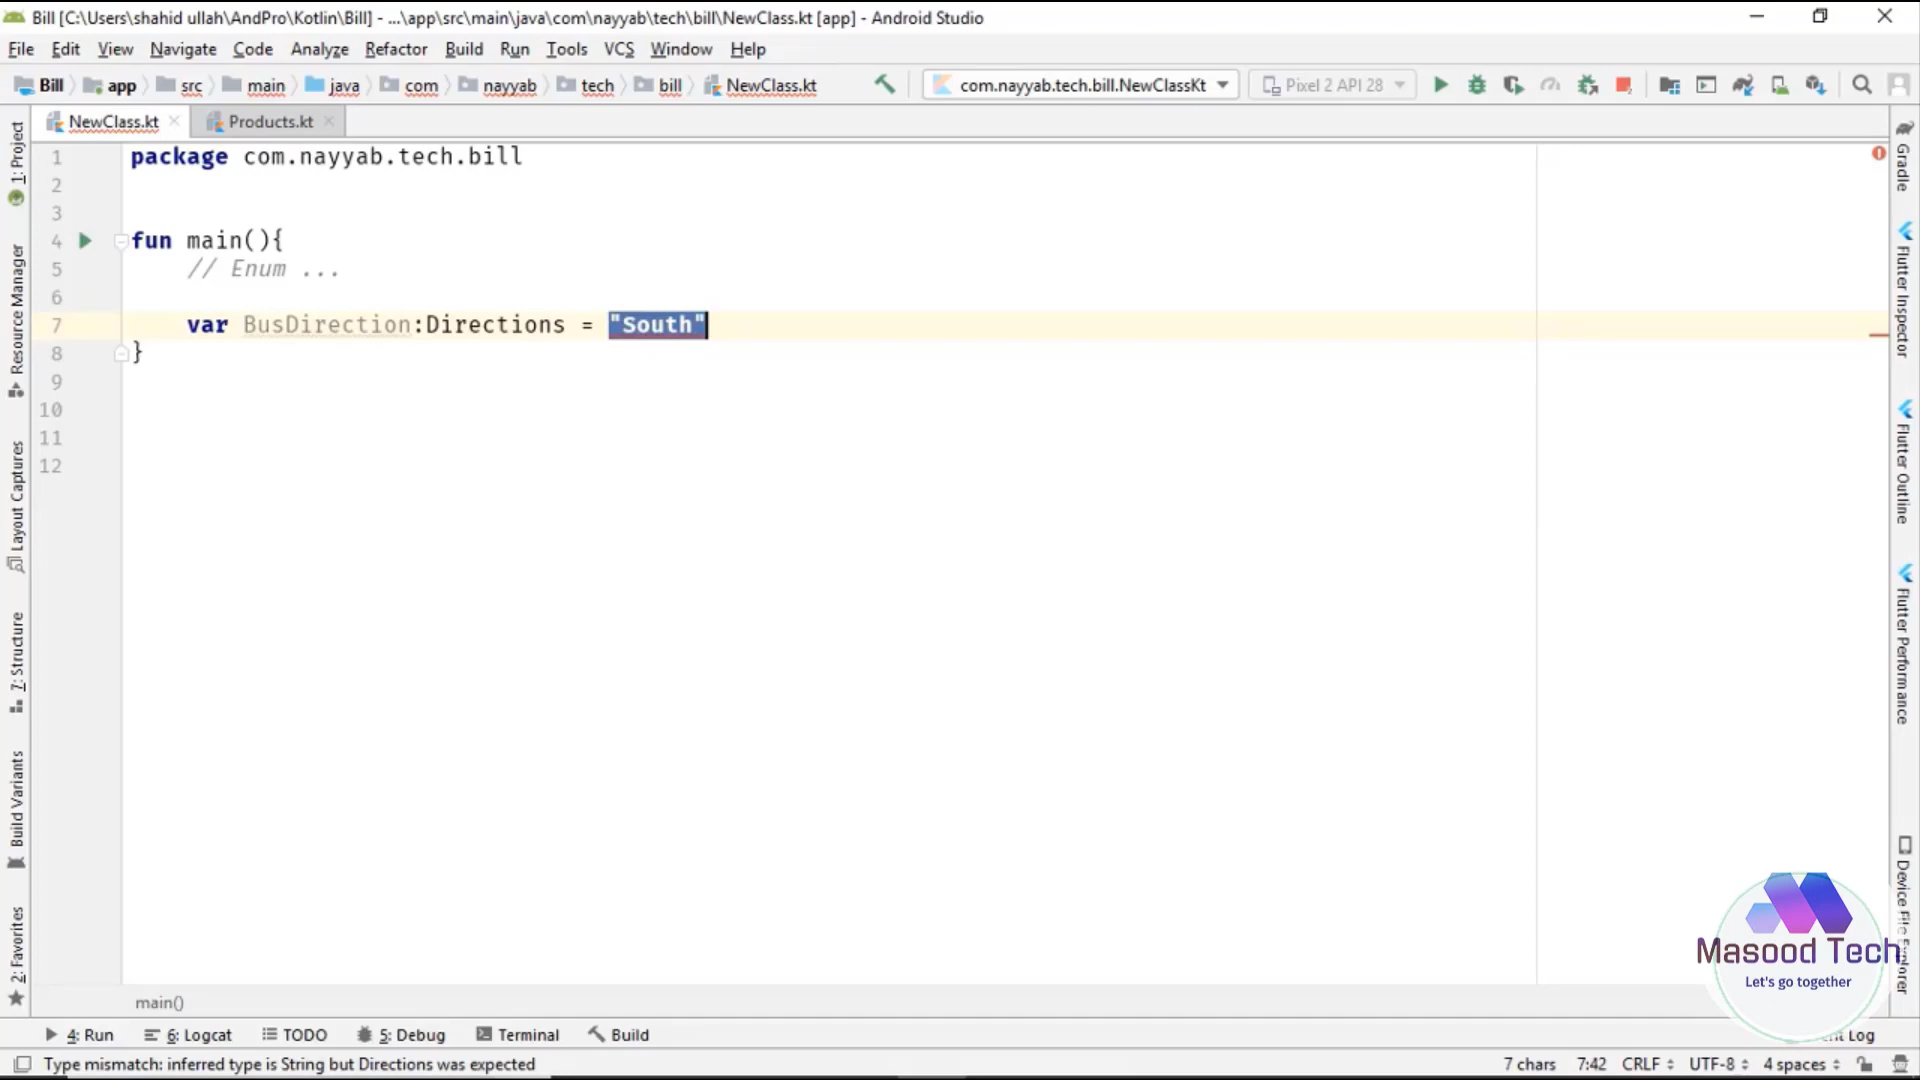 Bill [C:\Users\shahid ullah\AndPro\Kotlin\Bill] - ...\app\src\main\java\com\nayyab\tech\bill\NewClass.kt [app] - Android Studio
File Edit View Navigate Code Analyze Refactor Build Run Tools VCS Window Help
Bill app src main java com nayyab tech bill NewClass.kt com.nayyab.tech.bill.NewClassKt Pixel 2 API 28
NewClass.kt Products.kt
1 package com.nayyab.tech.bill
2
3
4 fun main(){
5 // Enum ...
6
7 var BusDirection:Directions = "South"
8 }
9
10
11
12
1: Project
Resource Manager
Layout Captures
7: Structure
Build Variants
2: Favorites
Gradle
Flutter Inspector
Flutter Outline
Flutter Performance
Device File Explorer
Masood Tech
Let's go together
main()
4: Run 6: Logcat TODO 5: Debug Terminal Build Log
Type mismatch: inferred type is String but Directions was expected 7 chars 7:42 CRLF UTF-8 4 spaces